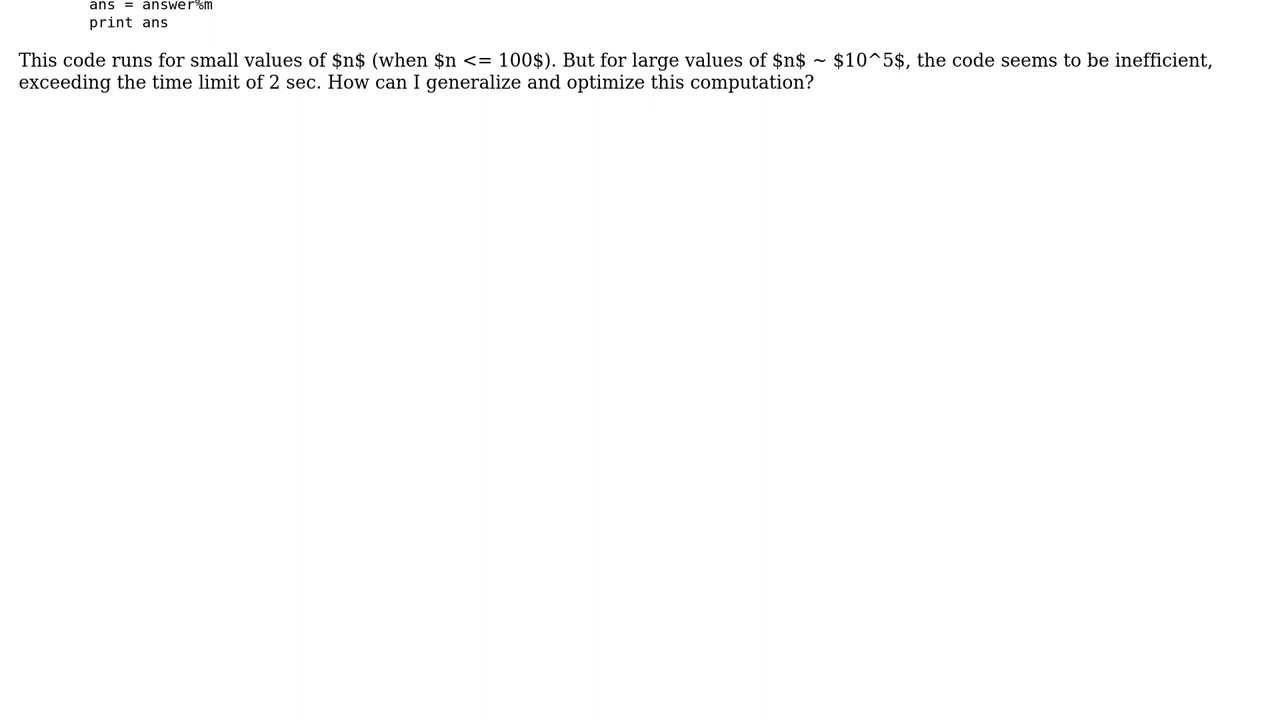 ans = answer%m
print ans
This code runs for small values of $n$ (when $n <= 100$). But for large values of $n$ ~ $10^5$, the code seems to be inefficient,
exceeding the time limit of 2 sec. How can I generalize and optimize this computation?